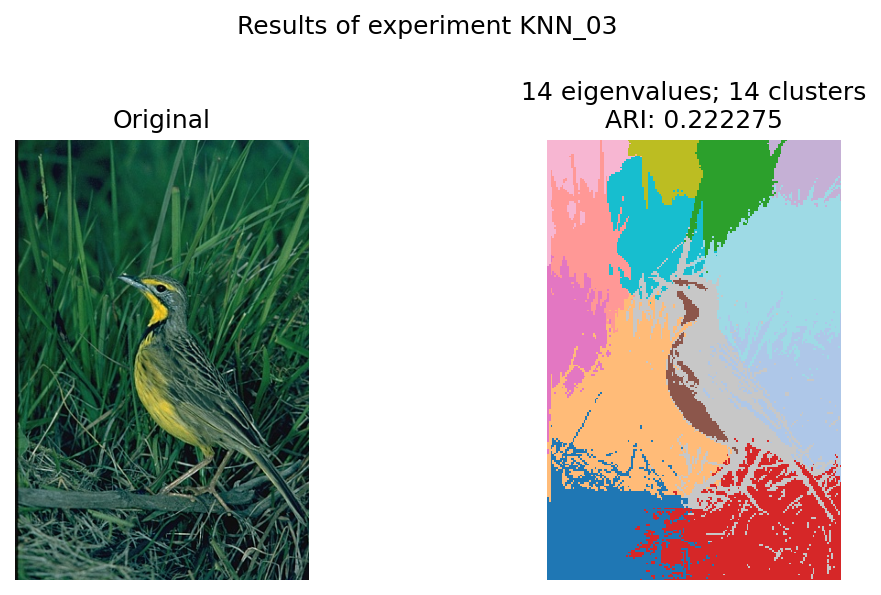 Results of experiment KNN_03
Original
14 eigenvalues; 14 clusters
ARI: 0.222275